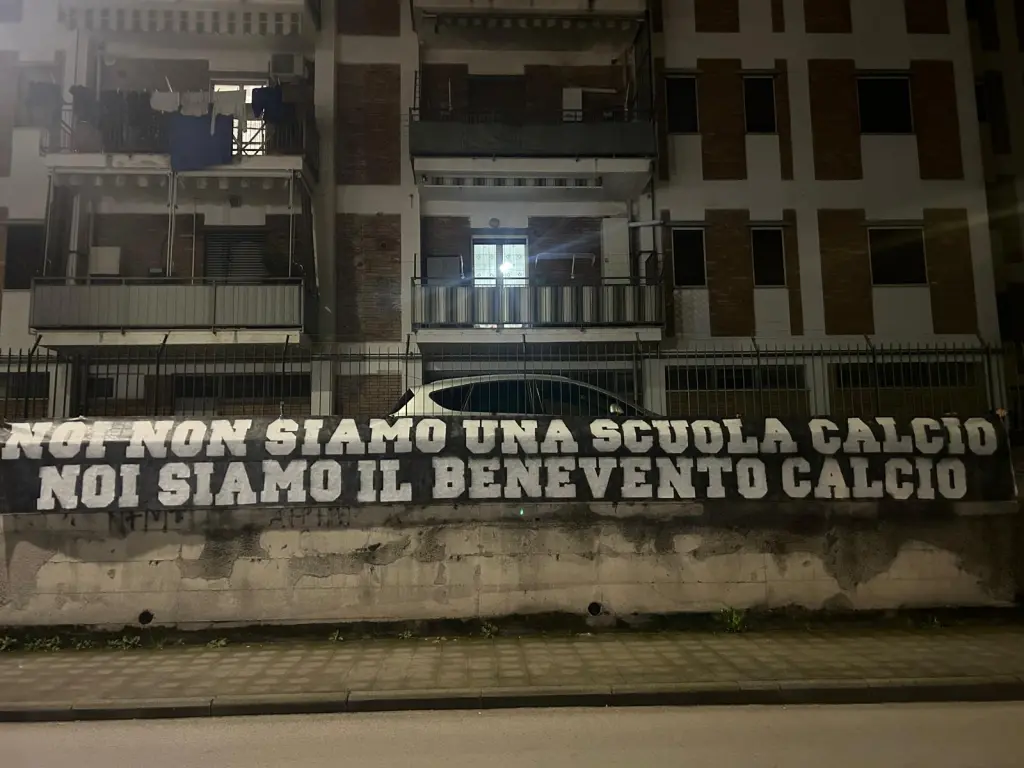 NOI NON SIAMO UNA SCUOLA CALCIO
NOI SIAMO IL BENEVENTO CALCIO